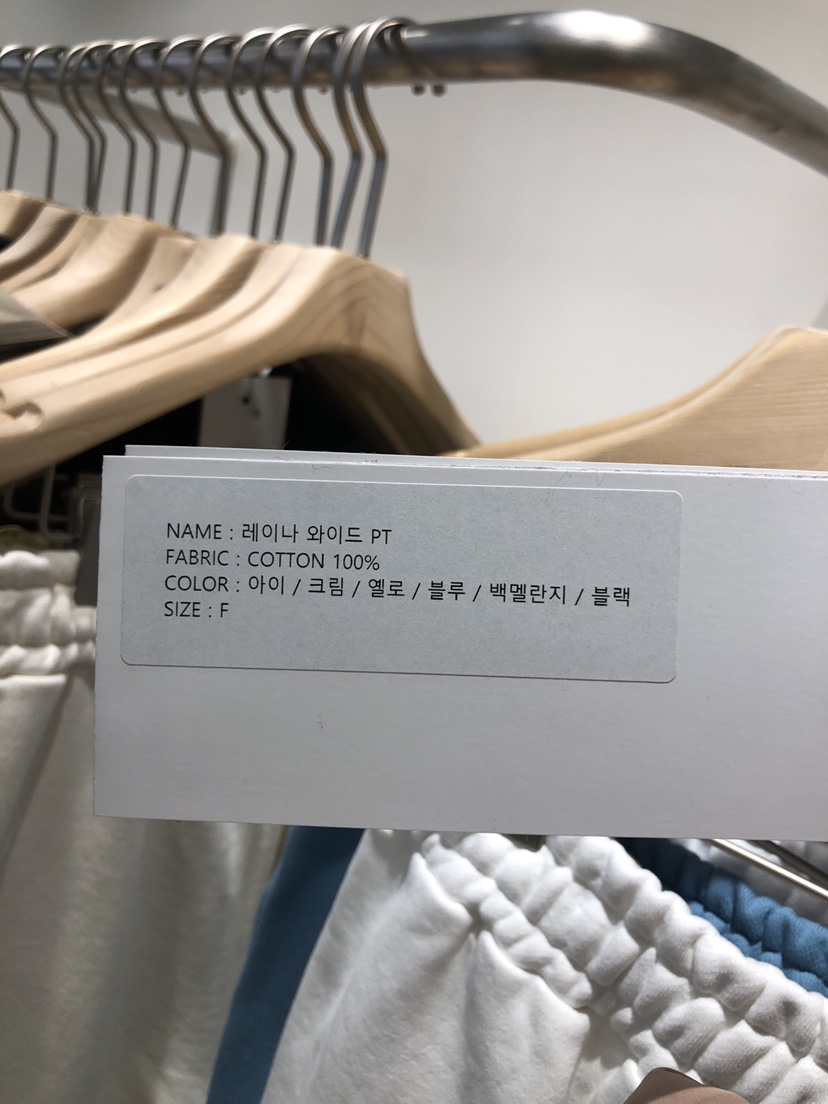 NAME : 레이나 와이드 PT
FABRIC : COTTON 100%
COLOR : 아이 / 크림 / 옐로 / 블루 / 백멜란지 / 블랙
SIZE : F